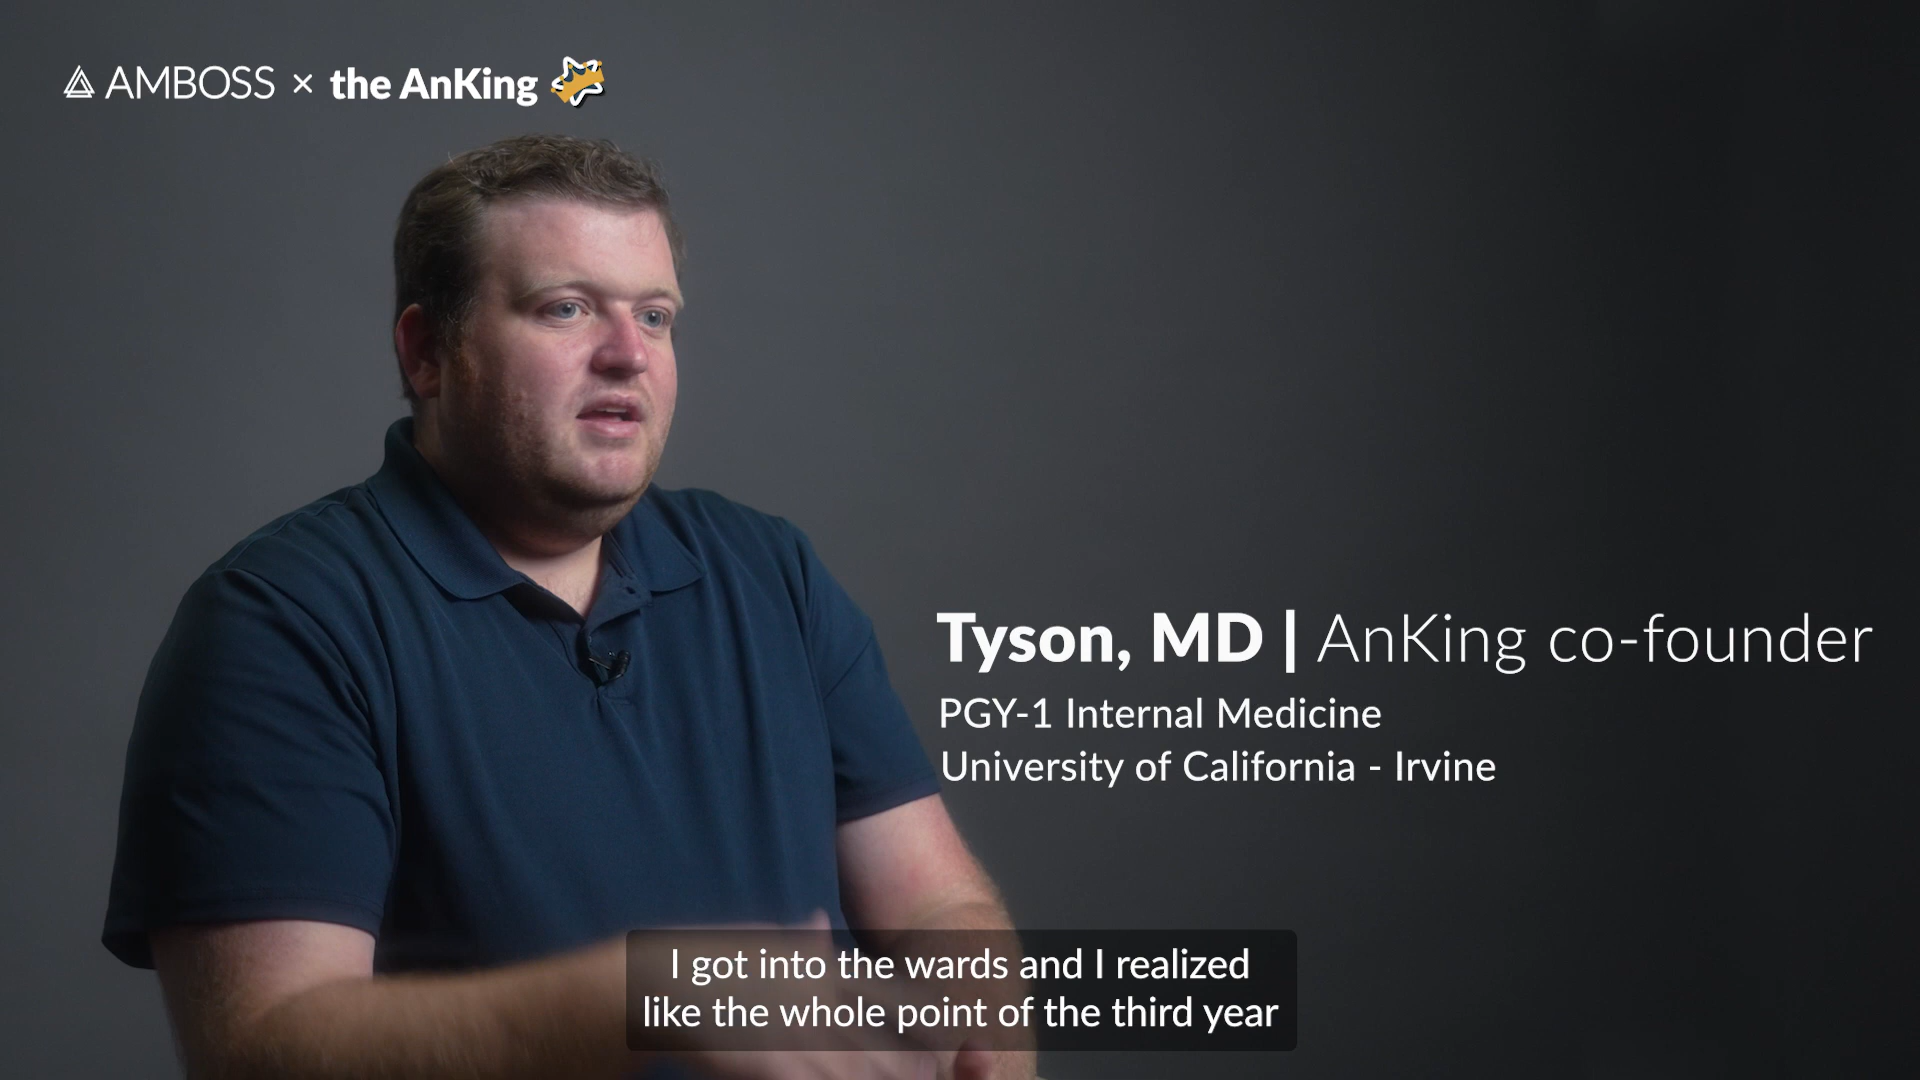 AMBOSS × the AnKing
Tyson, MD | AnKing co-founder
PGY-1 Internal Medicine
University of California - Irvine
I got into the wards and I realized
like the whole point of the third year